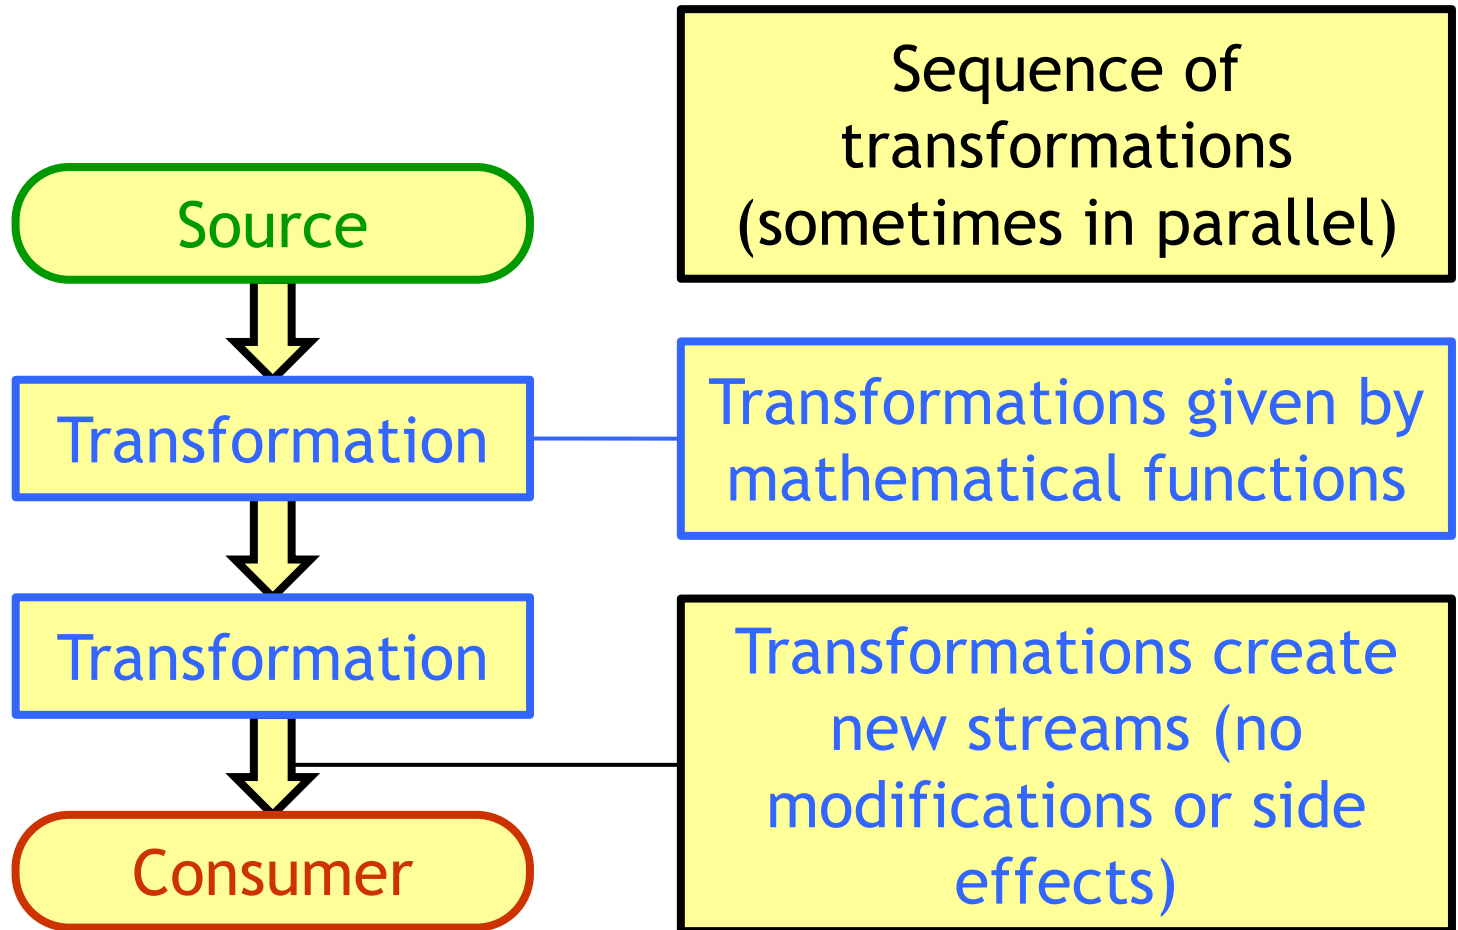 Source
Transformation
Transformation
Consumer
Sequence of
transformations
(sometimes in parallel)
Transformations given by
mathematical functions
Transformations create
new streams (no
modifications or side
effects)